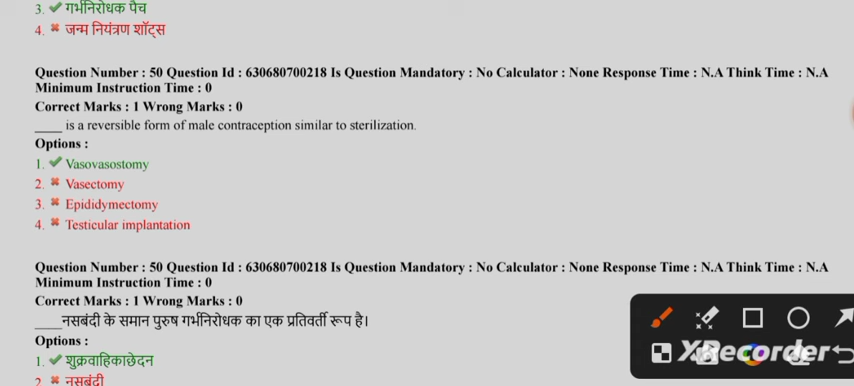 3. गर्भनिरोधक पैच
4. जन्म नियंत्रण शॉट्स
Question Number : 50 Question Id : 630680700218 Is Question Mandatory : No Calculator : None Response Time : N.A Think Time : N.A
Minimum Instruction Time : 0
Correct Marks : 1 Wrong Marks : 0
____ is a reversible form of male contraception similar to sterilization.
Options :
1. Vasovasostomy
2. Vasectomy
3. Epididymectomy
4. Testicular implantation
Question Number : 50 Question Id : 630680700218 Is Question Mandatory : No Calculator : None Response Time : N.A Think Time : N.A
Minimum Instruction Time : 0
Correct Marks : 1 Wrong Marks : 0
____नसबंदी के समान पुरुष गर्भनिरोधक का एक प्रतिवर्ती रूप है।
Options :
1. शुक्रवाहिकाछेदन
2. नसबंदी
XRecorder